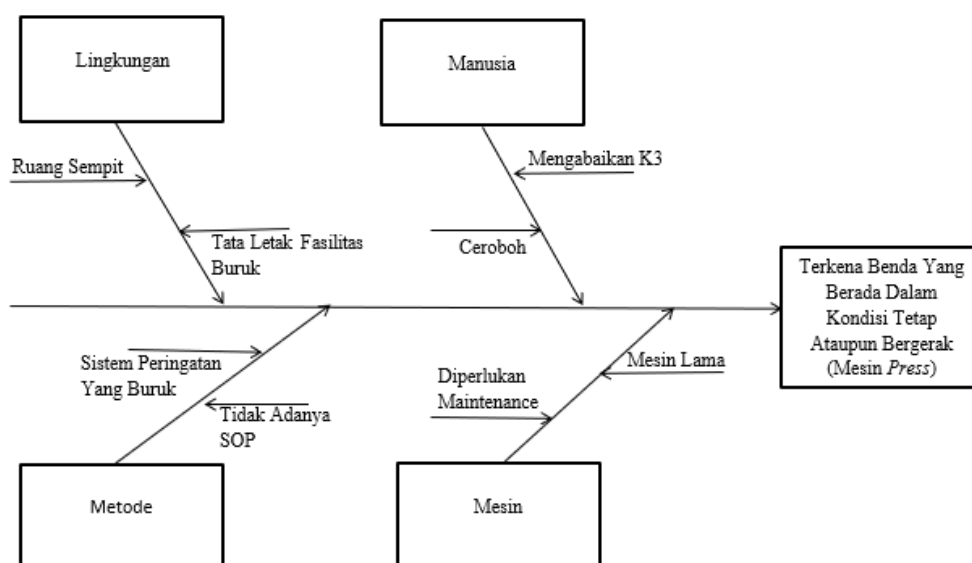 Lingkungan
Manusia
Ruang Sempit
Mengabaikan K3
Tata Letak Fasilitas
Buruk
Ceroboh
Terkena Benda Yang
Berada Dalam
Kondisi Tetap
Ataupun Bergerak
(Mesin Press)
Sistem Peringatan
Yang Buruk
Tidak Adanya
SOP
Diperlukan
Maintenance
Mesin Lama
Metode
Mesin